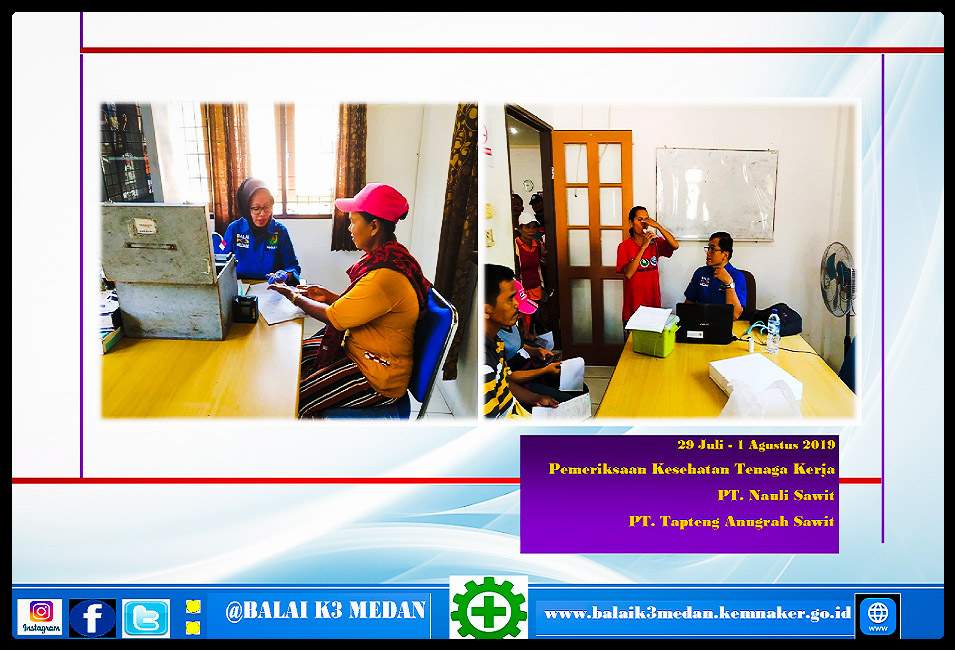 29 Juli - 1 Agustus 2019
Pemeriksaan Kesehatan Tenaga Kerja
PT. Nauli Sawit
PT. Tapteng Anugrah Sawit
Instagram
@BALAI K3 MEDAN
www.balaik3medan.kemnaker.go.id
www